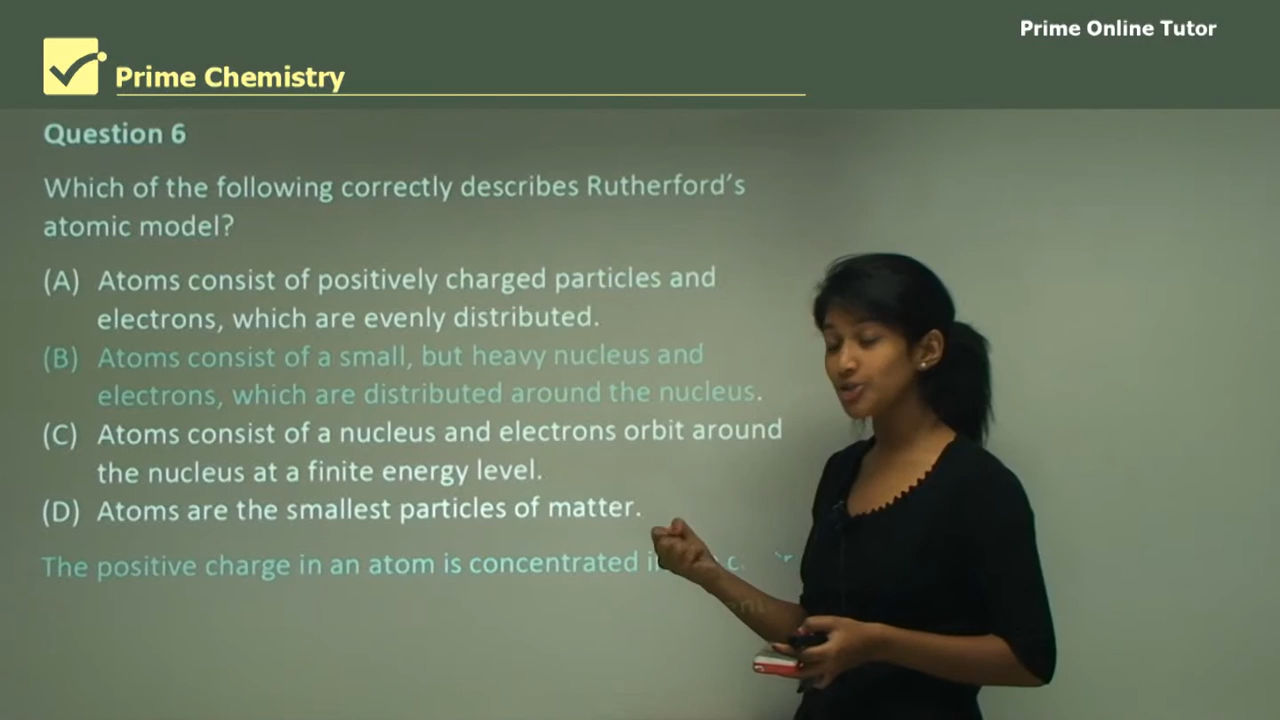 Prime Online Tutor
Prime Chemistry
Question 6
Which of the following correctly describes Rutherford's
atomic model?
(A) Atoms consist of positively charged particles and
electrons, which are evenly distributed.
(B) Atoms consist of a small, but heavy nucleus and
electrons, which are distributed around the nucleus.
(C) Atoms consist of a nucleus and electrons orbit around
the nucleus at a finite energy level.
(D) Atoms are the smallest particles of matter.
The positive charge in an atom is concentrated